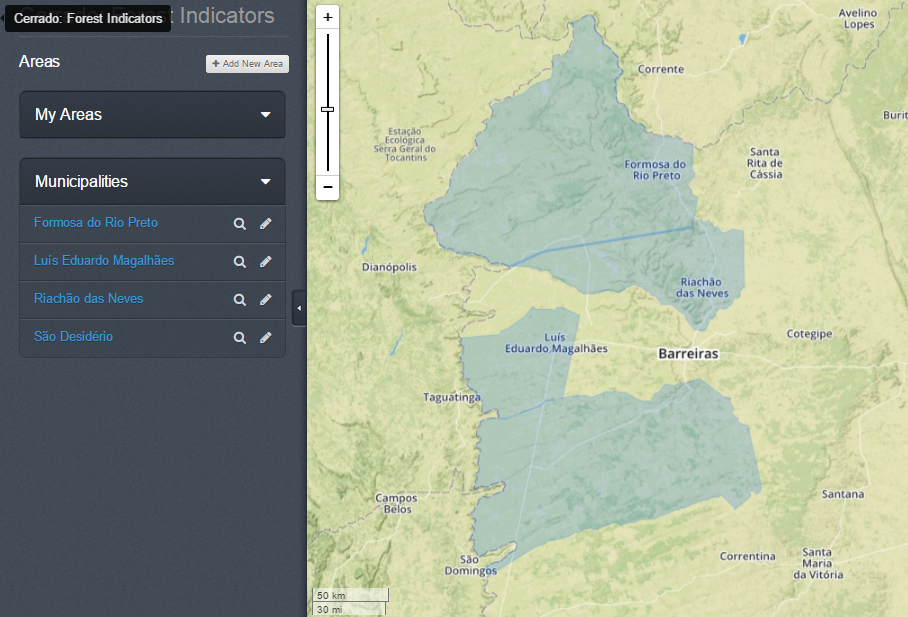 Cerrado: Forest Indicators
Cerrado: Forest Indicators
Areas
+ Add New Area
My Areas
Municipalities
Formosa do Rio Preto
Luís Eduardo Magalhães
Riachão das Neves
São Desidério
+
−
Avelino
Lopes
Corrente
Burit
Estação
Ecológica
Serra Geral do
Tocantins
Formosa do
Rio Preto
Santa
Rita de
Cássia
Dianópolis
Riachão
das Neves
Luís
Eduardo Magalhães
Barreiras
Cotegipe
Taguatinga
Campos
Belos
Santana
São
Domingos
Correntina
Santa
Maria
da Vitória
50 km
30 mi